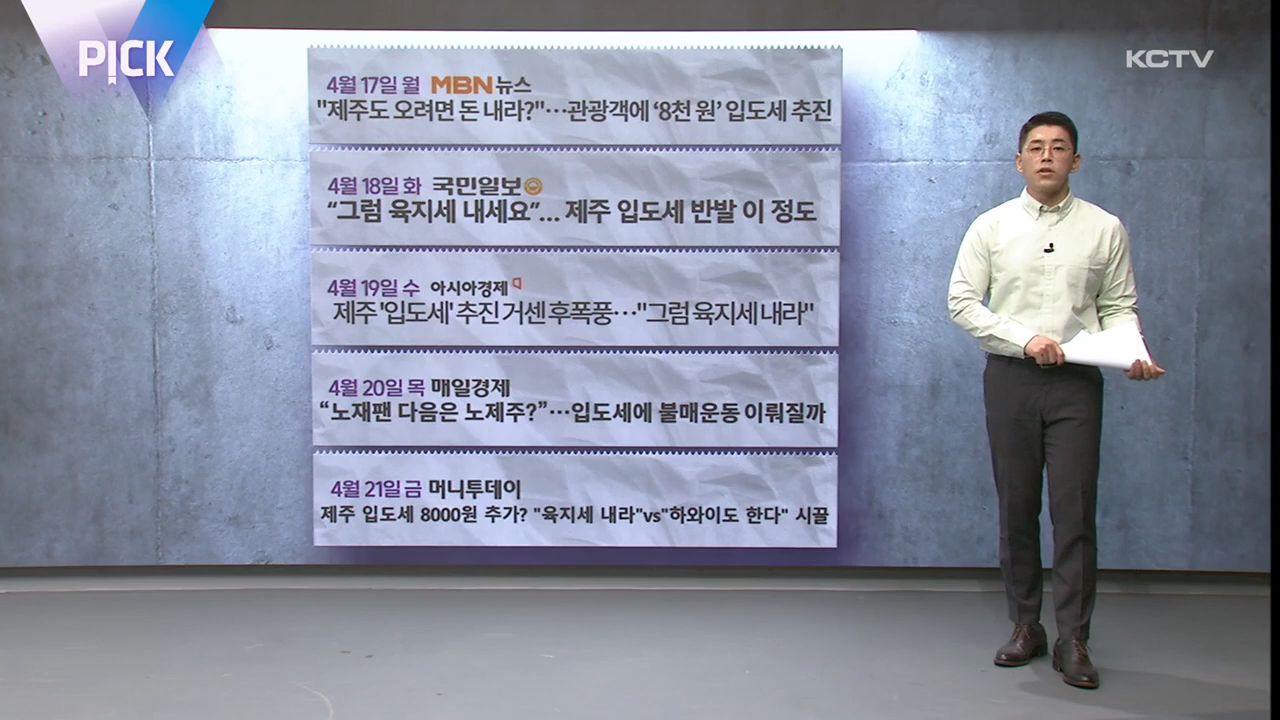 PICK
KCTV
4월 17일 월 MBN 뉴스
"제주도 오려면 돈 내라?"…관광객에 ‘8천 원’ 입도세 추진
4월 18일 화 국민일보
“그럼 육지세 내세요”... 제주 입도세 반발 이 정도
4월 19일 수 아시아경제
제주 '입도세' 추진 거센 후폭풍…"그럼 육지세 내라"
4월 20일 목 매일경제
“노재팬 다음은 노제주?”…입도세에 불매운동 이뤄질까
4월 21일 금 머니투데이
제주 입도세 8000원 추가? "육지세 내라"vs"하와이도 한다" 시끌